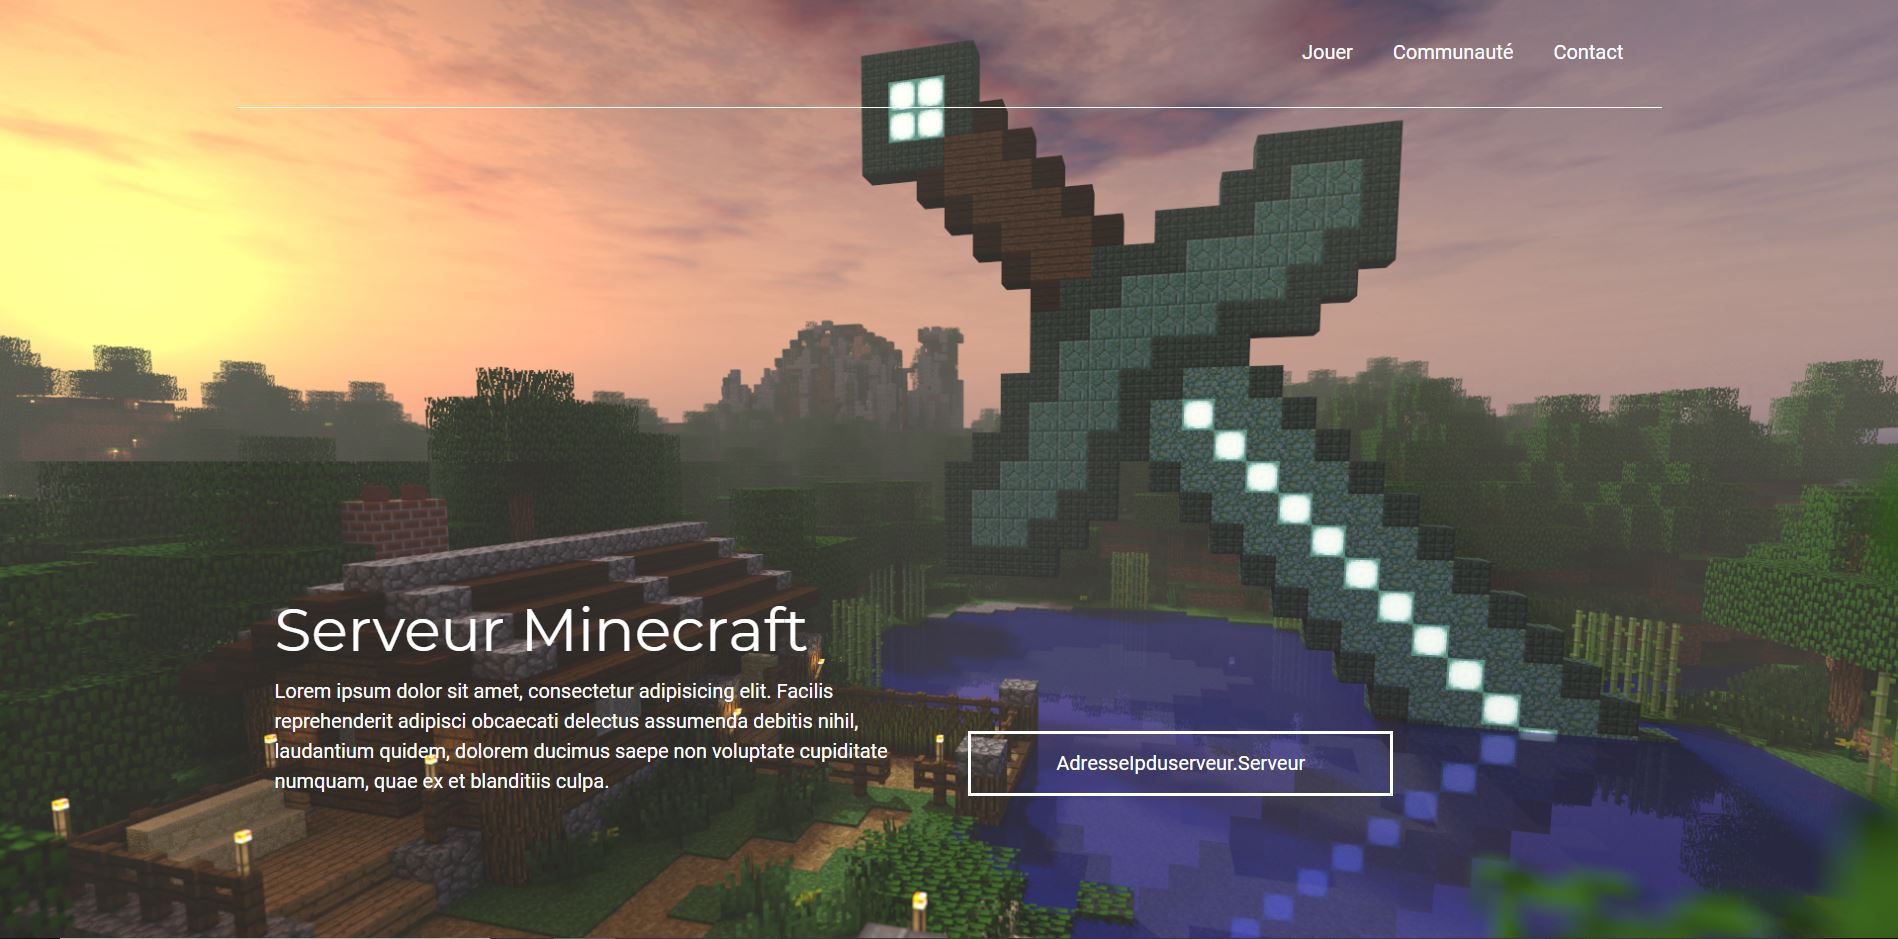 Jouer Communauté Contact
Serveur Minecraft
Lorem ipsum dolor sit amet, consectetur adipisicing elit. Facilis
reprehenderit adipisci obcaecati delectus assumenda debitis nihil,
laudantium quidem, dolorem ducimus saepe non voluptate cupiditate
numquam, quae ex et blanditiis culpa.
AdresseIpduserveur.Serveur